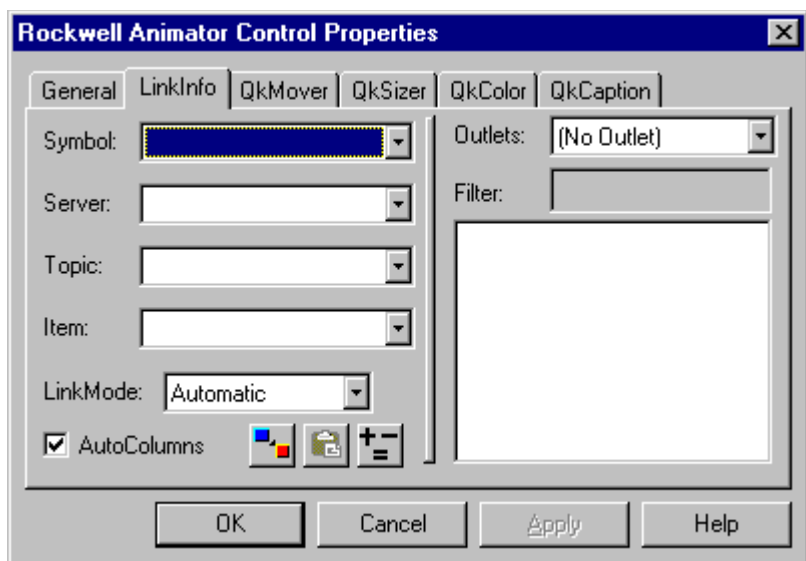 Rockwell Animator Control Properties
General LinkInfo QkMover QkSizer QkColor QkCaption
Symbol:
Server:
Topic:
Item:
LinkMode: Automatic
AutoColumns
Outlets: (No Outlet)
Filter:
OK Cancel Apply Help